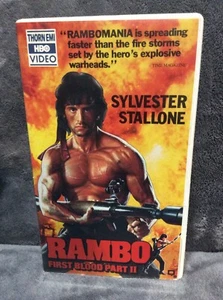 THORN EMI
HBO
VIDEO
"RAMBOMANIA is spreading
faster than the fire storms
set by the hero's explosive
warheads."
SYLVESTER
STALLONE
RAMBO
FIRST BLOOD PART II